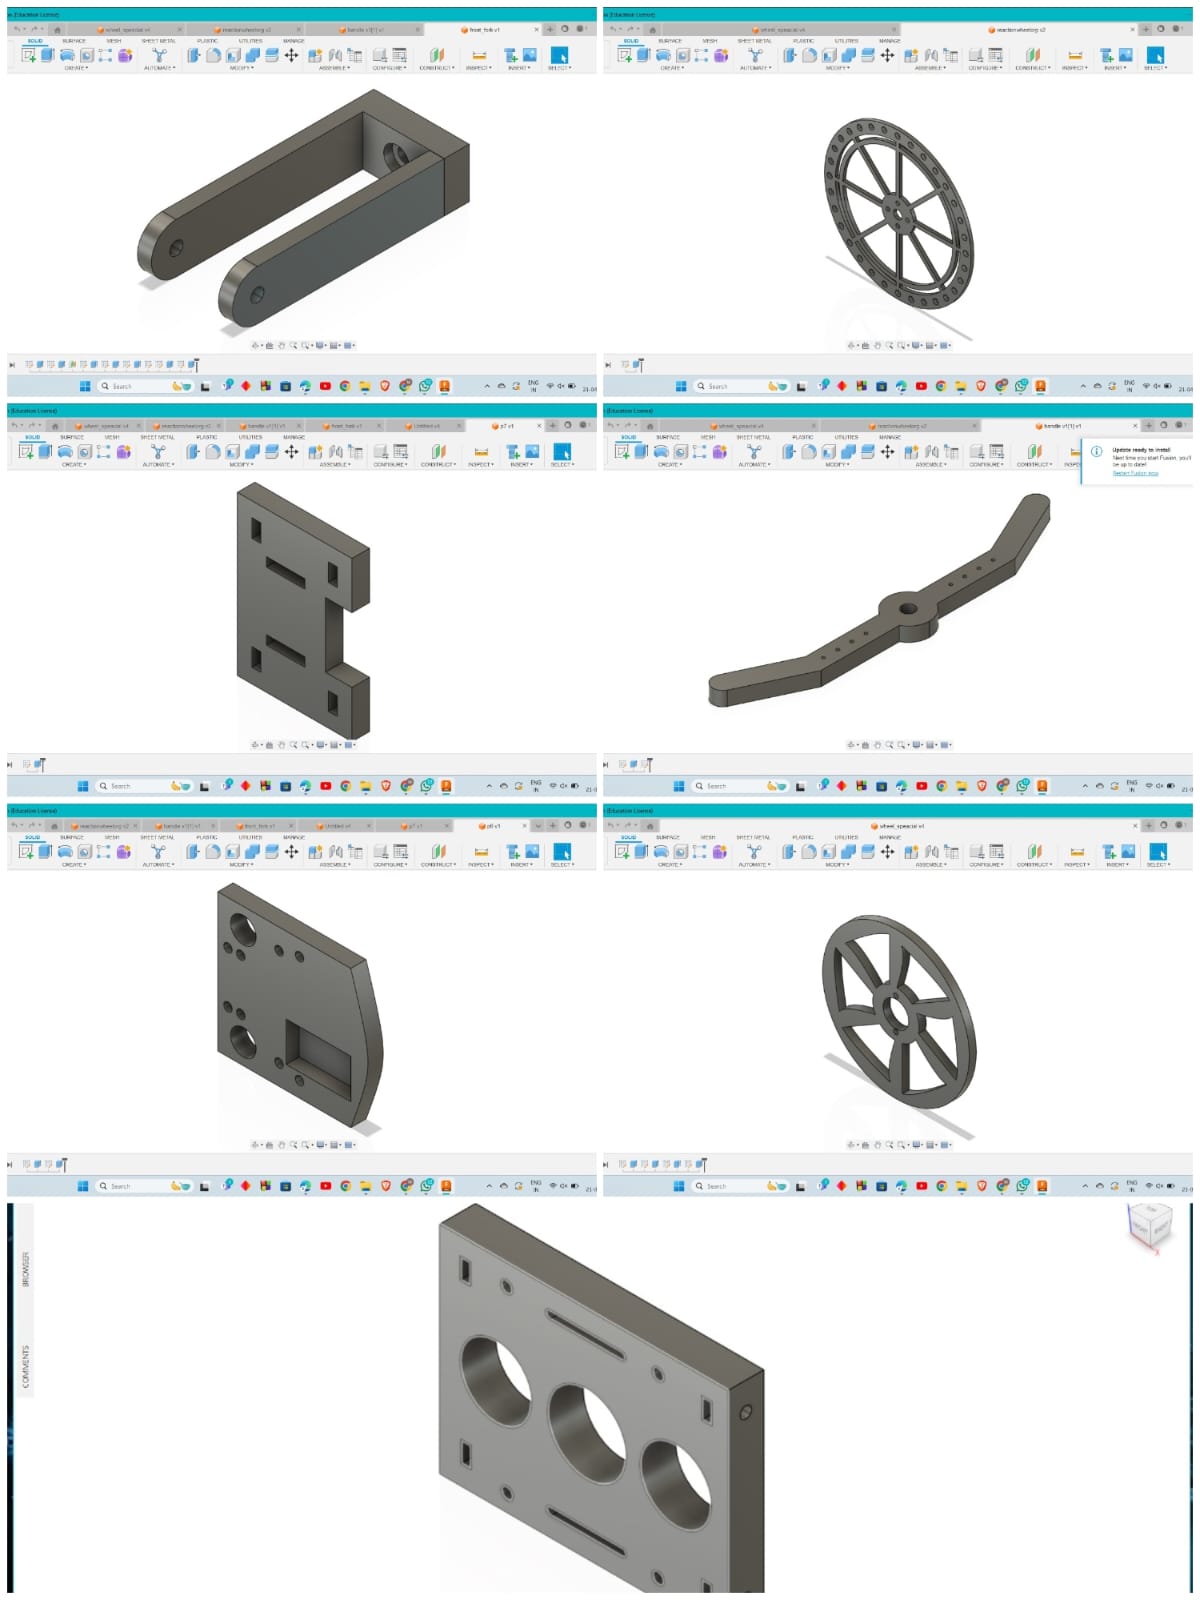 n (Education License)
wheel_speacial v4
reactionwheelorg v2
handle v1(1) v1
front_fork v1
SOLID SURFACE MESH SHEET METAL PLASTIC UTILITIES MANAGE
CREATE AUTOMATE MODIFY ASSEMBLE CONFIGURE CONSTRUCT INSPECT INSERT SELECT
Search
ENG
IN
n (Education License)
wheel_speacial v4
reactionwheelorg v2
SOLID SURFACE MESH SHEET METAL PLASTIC UTILITIES MANAGE
CREATE AUTOMATE MODIFY ASSEMBLE CONFIGURE CONSTRUCT INSPECT INSERT SELECT
Search
ENG
IN
(Education License)
wheel_speacial v4
reactionwheelorg v2
handle v1(1) v1
front_fork v1
Untitled v1
p7 v1
SOLID SURFACE MESH SHEET METAL PLASTIC UTILITIES MANAGE
CREATE AUTOMATE MODIFY ASSEMBLE CONFIGURE CONSTRUCT INSPECT INSERT SELECT
Search
ENG
IN
(Education License)
wheel_speacial v4
reactionwheelorg v2
handle v1(1) v1
SOLID SURFACE MESH SHEET METAL PLASTIC UTILITIES MANAGE
CREATE AUTOMATE MODIFY ASSEMBLE CONFIGURE CONSTRUCT INSPE
Update ready to install
Next time you start Fusion, you'll
be up to date!
Restart Fusion now
Search
ENG
IN
(Education License)
reactionwheelorg v2
handle v1(1) v1
front_fork v1
Untitled v1
p7 v1
p6 v1
SOLID SURFACE MESH SHEET METAL PLASTIC UTILITIES MANAGE
CREATE AUTOMATE MODIFY ASSEMBLE CONFIGURE CONSTRUCT INSPECT INSERT SELECT
Search
ENG
IN
(Education License)
wheel_speacial v4
SOLID SURFACE MESH SHEET METAL PLASTIC UTILITIES MANAGE
CREATE AUTOMATE MODIFY ASSEMBLE CONFIGURE CONSTRUCT INSPECT INSERT SELECT
Search
ENG
IN
BROWSER
COMMENTS
TOP
FRONT
RIGHT
X